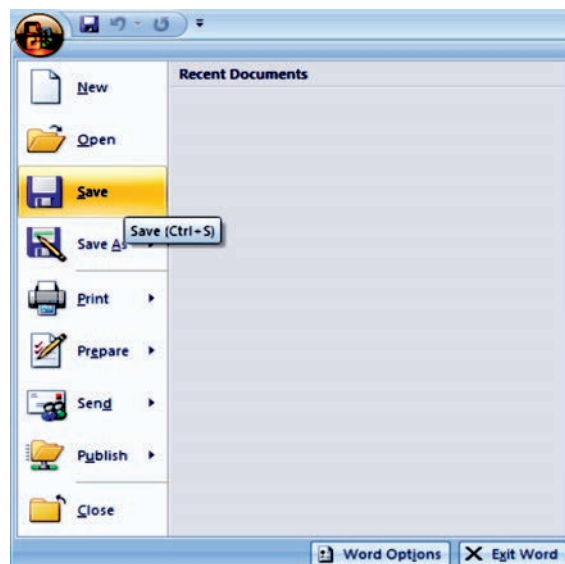 Recent Documents
New
Open
Save
Save (Ctrl+S)
Save As
Print
Prepare
Send
Publish
Close
Word Options
Exit Word